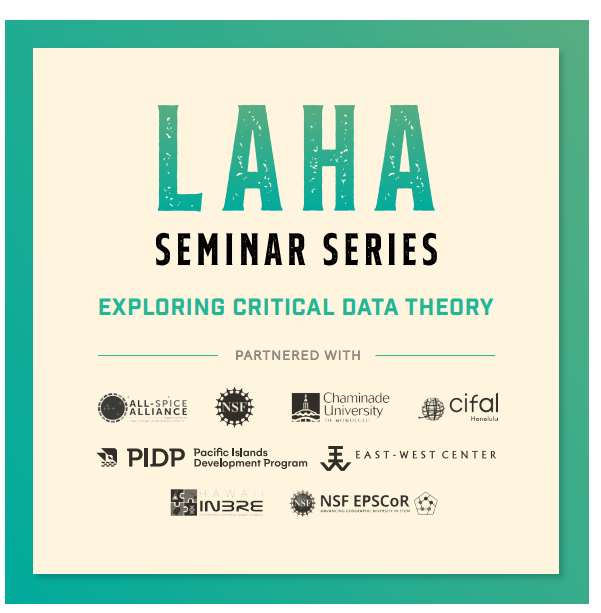 LAHA
SEMINAR SERIES
EXPLORING CRITICAL DATA THEORY
PARTNERED WITH
ALL-SPICE
ALLIANCE
NSF
Chaminade
University
OF HONOLULU
cifal
Honolulu
PIDP
Pacific Islands
Development Program
EAST-WEST CENTER
HAWAII
INBRE
NSF
NSF EPSCoR
ADVANCING GEOGRAPHIC DIVERSITY IN STEM